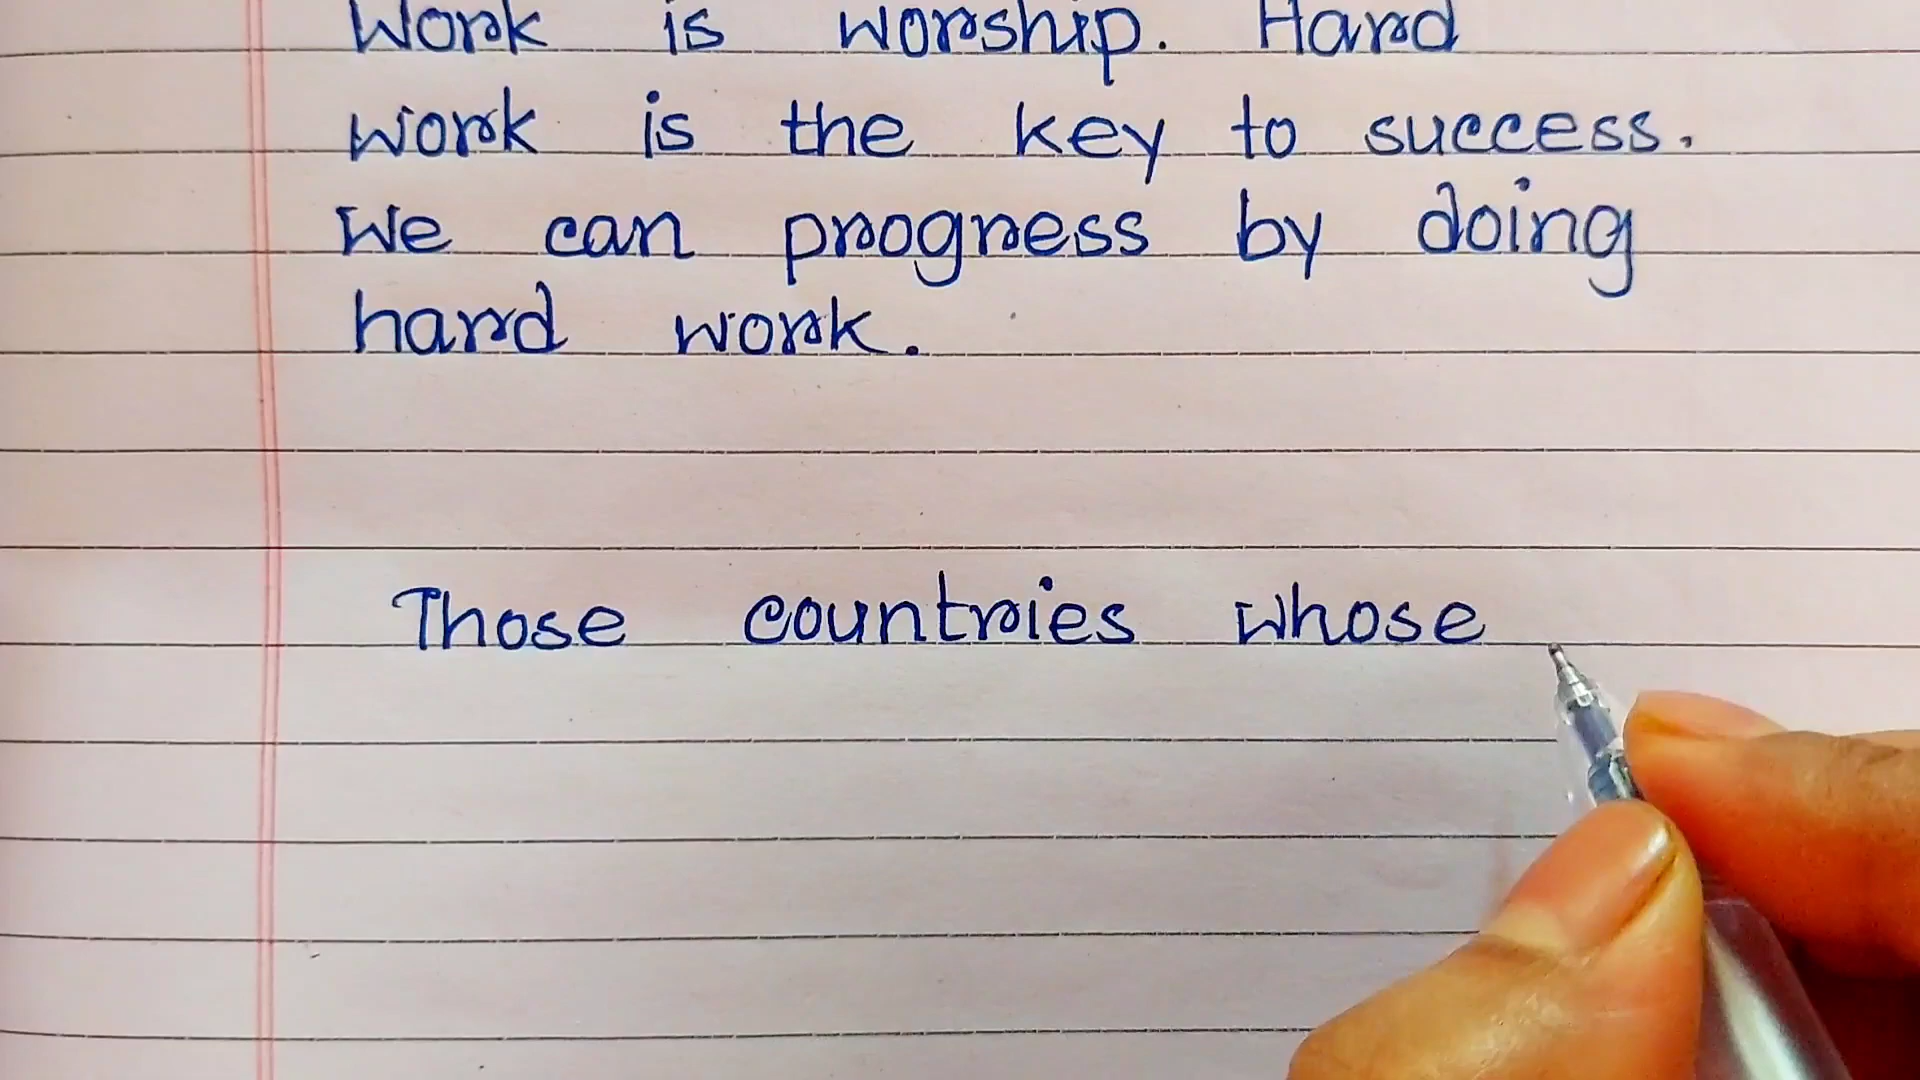 Work is worship. Hard
work is the key to success.
We can progress by doing
hard work.
Those countries whose